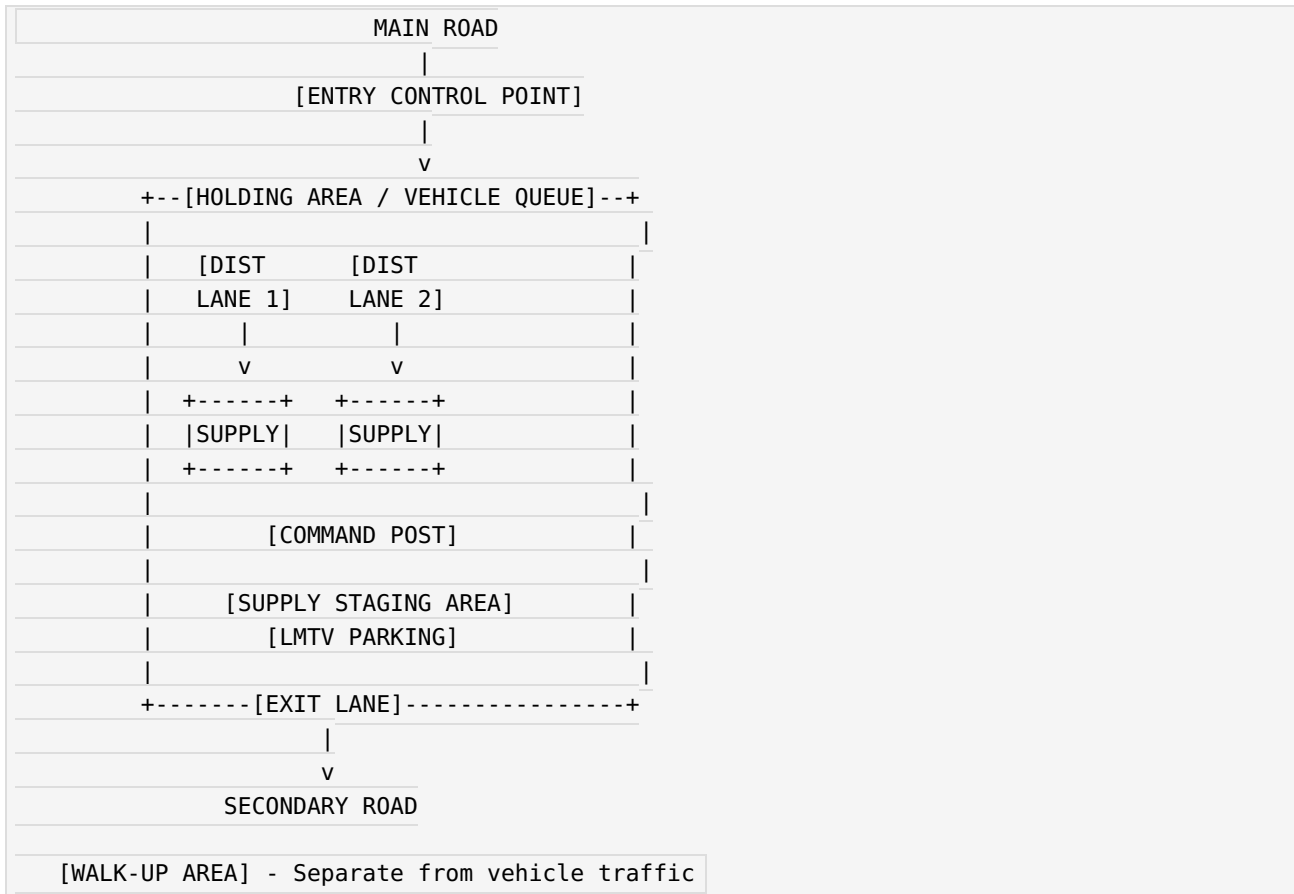 MAIN ROAD
|
[ENTRY CONTROL POINT]
|
v
+--[HOLDING AREA / VEHICLE QUEUE]--+
| |
| [DIST [DIST |
| LANE 1] LANE 2] |
| | | |
| v v |
| +------+ +------+ |
| |SUPPLY| |SUPPLY| |
| +------+ +------+ |
| |
| [COMMAND POST] |
| |
| [SUPPLY STAGING AREA] |
| [LMTV PARKING] |
| |
+-------[EXIT LANE]----------------+
|
v
SECONDARY ROAD
[WALK-UP AREA] - Separate from vehicle traffic